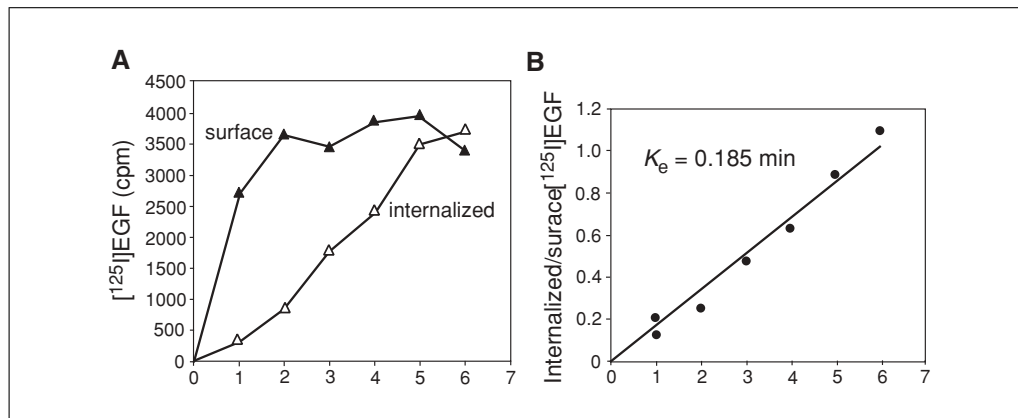 A
[¹²⁵I]EGF (cpm)
4500
4000
3500
3000
2500
2000
1500
1000
500
0
surface
internalized
0 1 2 3 4 5 6 7
B
Internalized/surace[¹²⁵I]EGF
1.2
1.0
0.8
0.6
0.4
0.2
0
Kₑ = 0.185 min
0 1 2 3 4 5 6 7